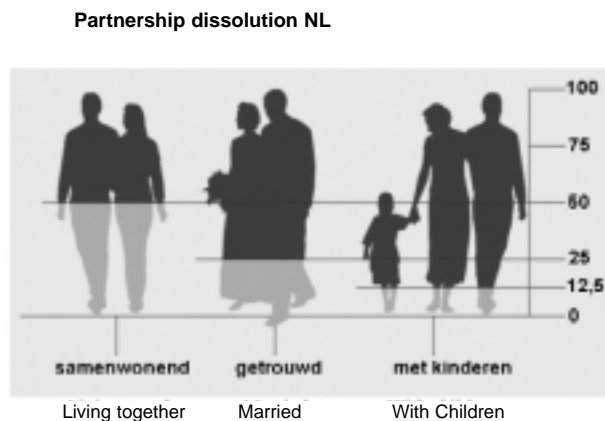 Partnership dissolution NL
100
75
50
25
12,5
0
samenwonend getrouwd met kinderen
Living together Married With Children